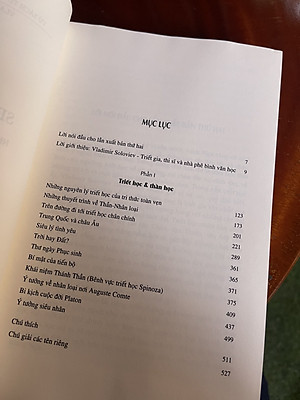 MỤC LỤC
Lời nói đầu cho lần xuất bản thứ hai 7
Lời giới thiệu: Vladimir Soloviev - Triết gia, thi sĩ và nhà phê bình văn học 9
Phần I
Triết học & thần học
Những nguyên lý triết học của tri thức toàn vẹn 123
Những thuyết trình về Thần-Nhân loại 173
Trên đường đi tới triết học chân chính 201
Trung Quốc và châu Âu 221
Siêu lý tình yêu 289
Trời hay Đất? 361
Thư ngày Phục sinh 365
Bí mật của tiến bộ 371
Khái niệm Thánh Thần (Bênh vực triết học Spinoza) 375
Ý tưởng về nhân loại nơi Auguste Comte 409
Bi kịch cuộc đời Platon 437
Ý tưởng siêu nhân 499
Chú thích 511
Chú giải các tên riêng 527